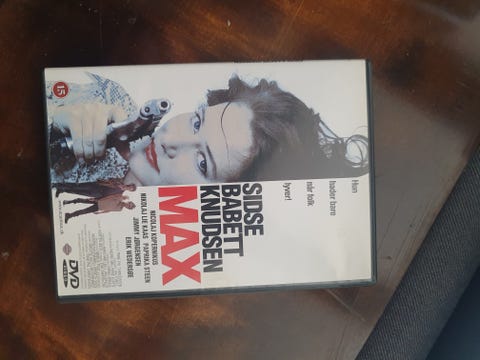 Hun
hader bare
når folk
lyver!
SIDSE
BABETT
KNUDSEN
MAX
NICOLAJ KOPERNIKUS
NIKOLAJ LIE KAAS PAPRIKA STEEN
JIMMY JØRGENSEN
ERIK WEDERSØE
15
DVD